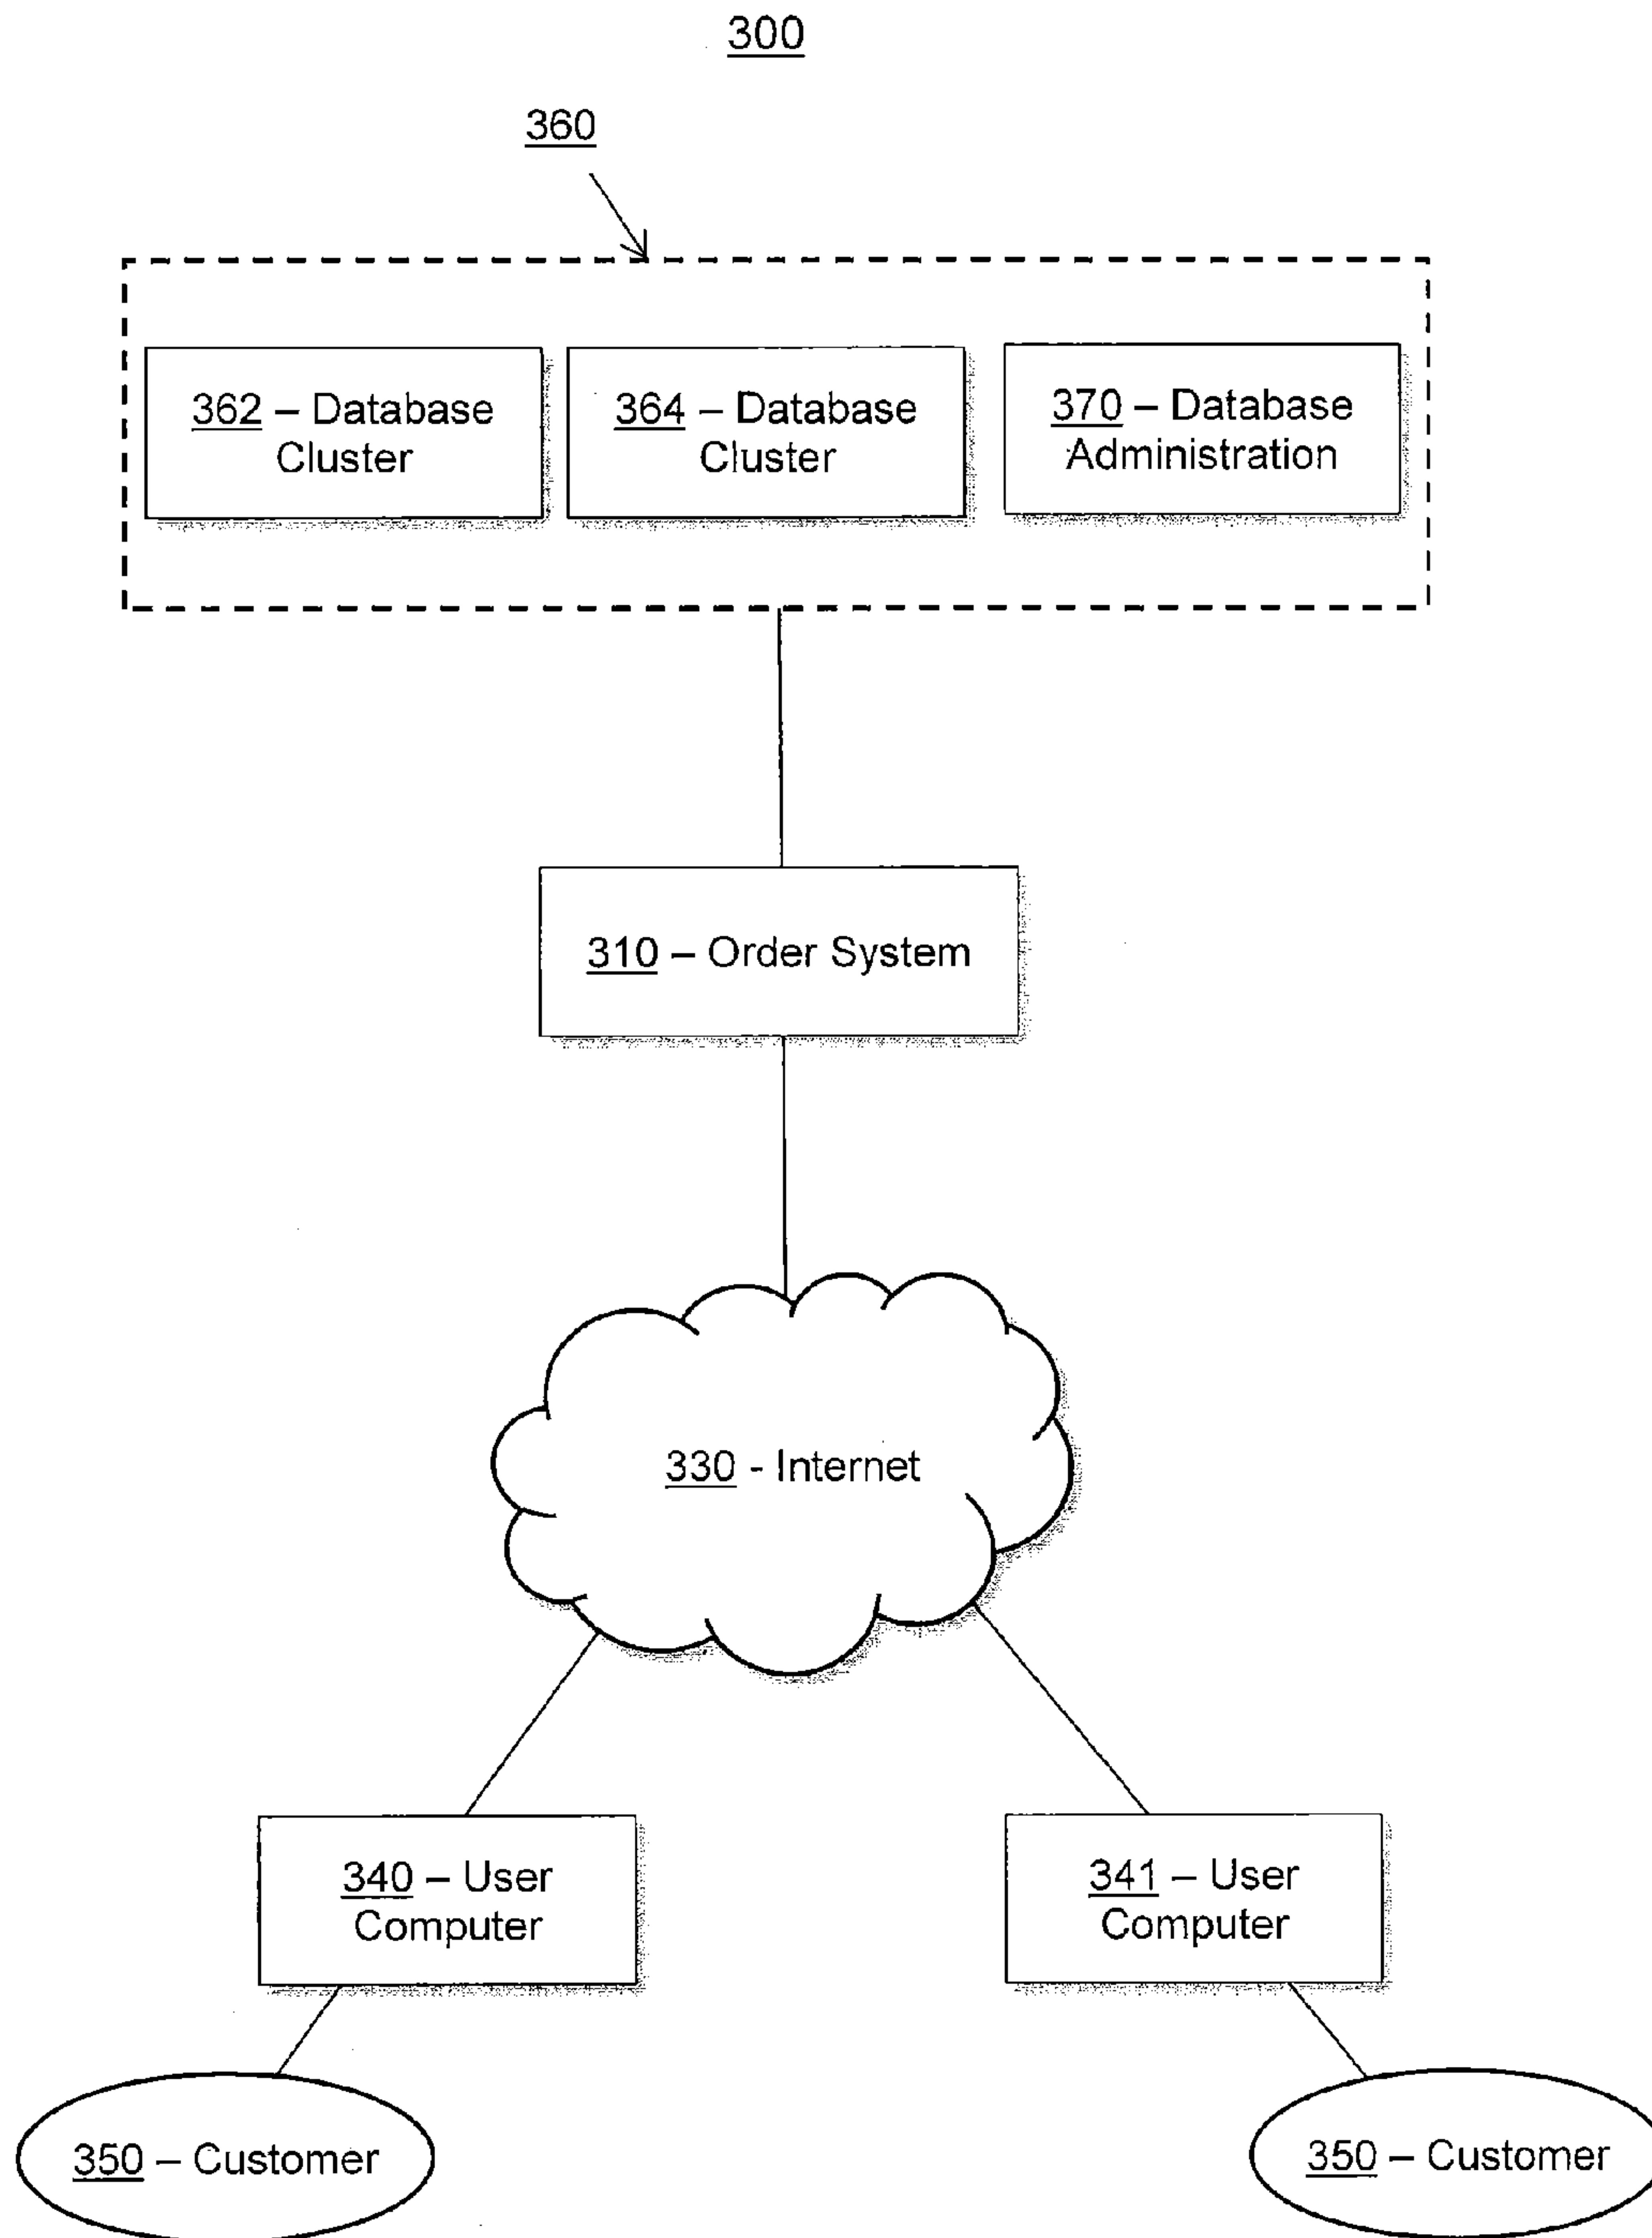 300
360
362 – Database
Cluster
364 – Database
Cluster
370 – Database
Administration
310 – Order System
330 - Internet
340 – User
Computer
341 – User
Computer
350 – Customer
350 – Customer